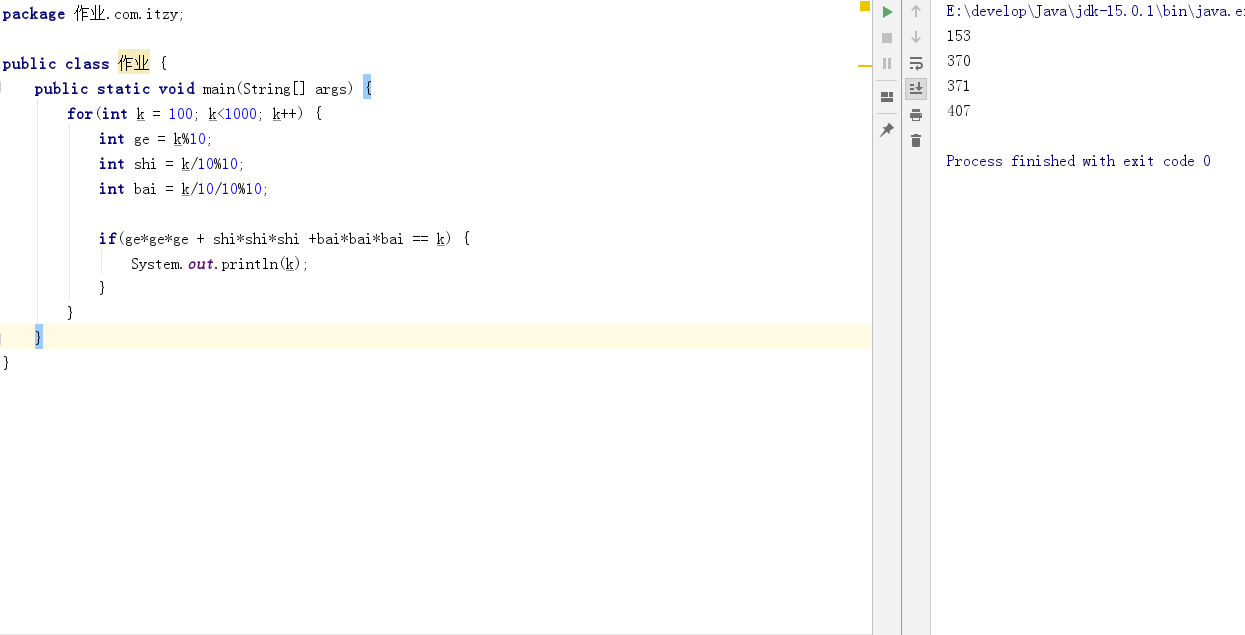 package 作业.com.itzy;
public class 作业 {
public static void main(String[] args) {
for(int k = 100; k<1000; k++) {
int ge = k%10;
int shi = k/10%10;
int bai = k/10/10%10;
if(ge*ge*ge + shi*shi*shi +bai*bai*bai == k) {
System.out.println(k);
}
}
}
}
E:\develop\Java\jdk-15.0.1\bin\java.e
153
370
371
407
Process finished with exit code 0